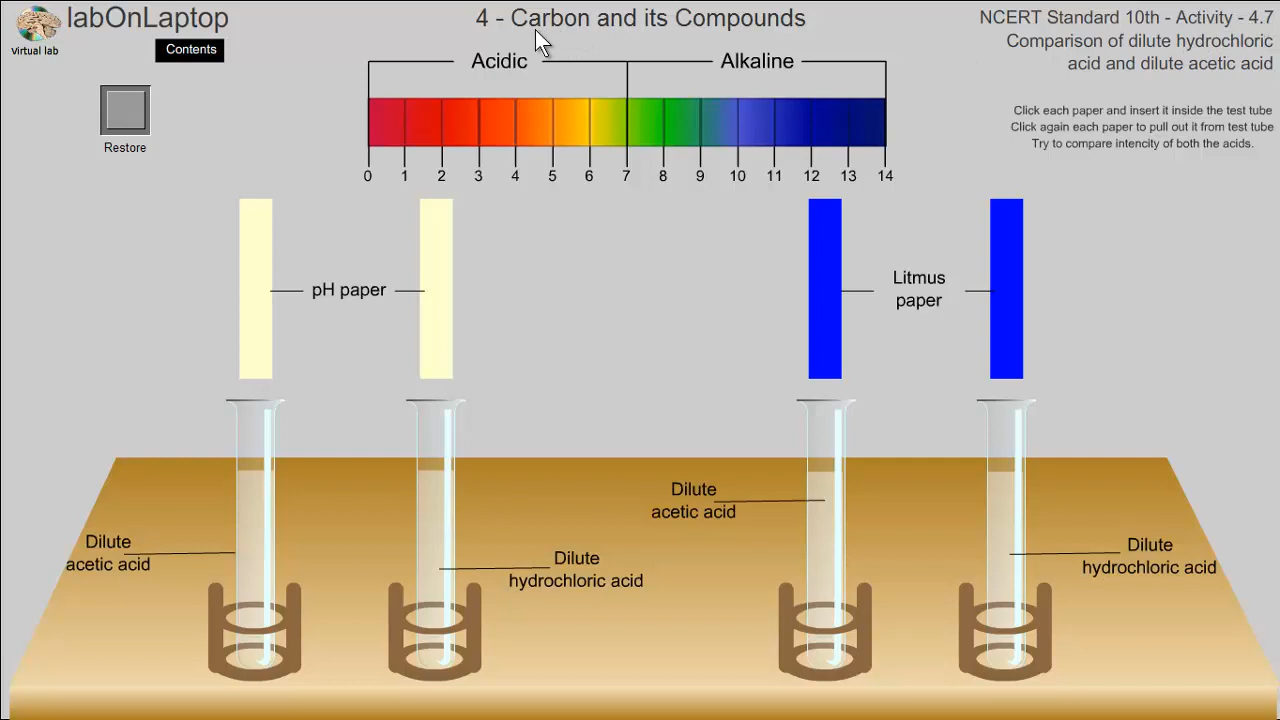 labOnLaptop
virtual lab
Contents
4 - Carbon and its Compounds
NCERT Standard 10th - Activity - 4.7
Comparison of dilute hydrochloric
acid and dilute acetic acid
Click each paper and insert it inside the test tube
Click again each paper to pull out it from test tube
Try to compare intencity of both the acids.
Restore
Acidic
Alkaline
0 1 2 3 4 5 6 7 8 9 10 11 12 13 14
pH paper
Litmus
paper
Dilute
acetic acid
Dilute
hydrochloric acid
Dilute
acetic acid
Dilute
hydrochloric acid